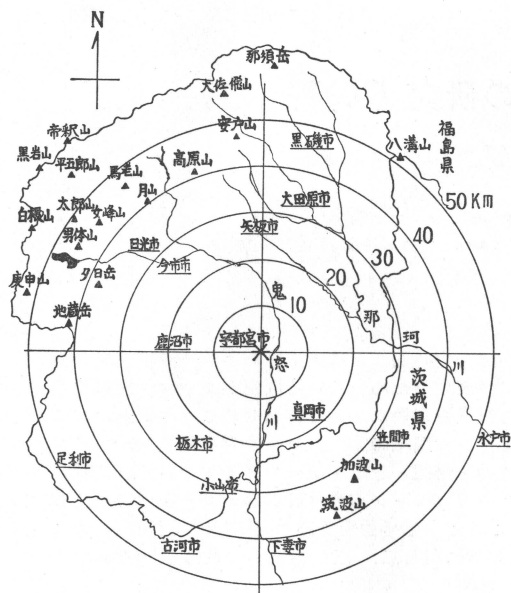 N
那須岳
大佐飛山
安戸山
黒磯市
福島県
帝釈山
八溝山
黒岩山
平五郎山
馬老山
高原山
月山
50Km
大田原市
太郎山
女峰山
白根山
矢板市
40
男体山
日光市
30
今市市
夕日岳
20
庚申山
鬼
10
地蔵岳
那
珂
鹿沼市
宇都宮市
怒
川
茨城県
川
真岡市
栃木市
笠間市
水戸市
足利市
加波山
小山市
筑波山
古河市
下妻市